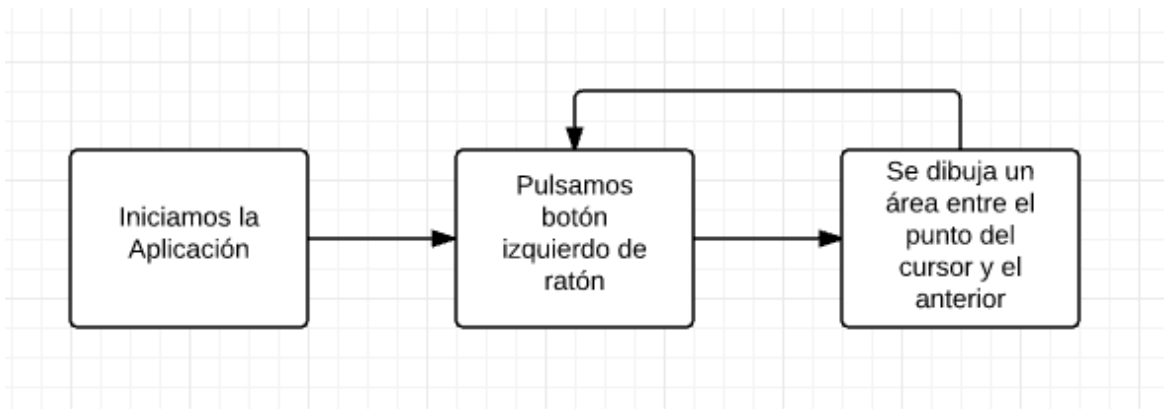 Iniciamos la
Aplicación
Pulsamos
botón
izquierdo de
ratón
Se dibuja un
área entre el
punto del
cursor y el
anterior